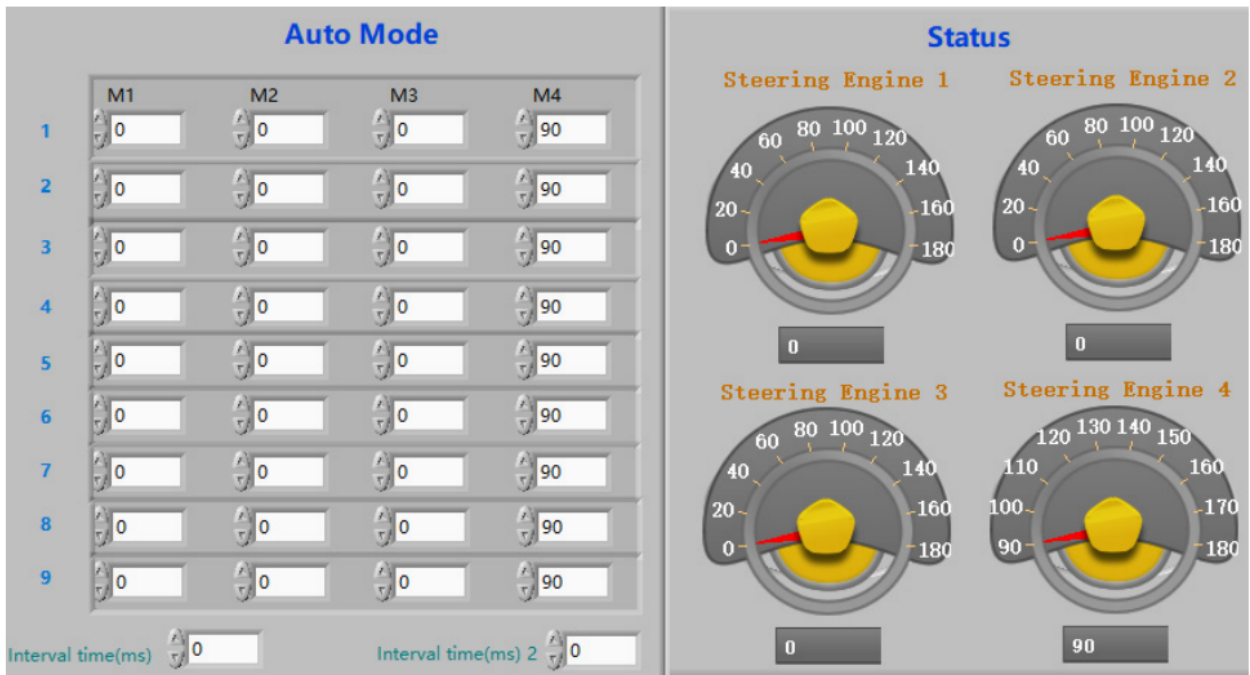 Auto Mode
M1 M2 M3 M4
1 0 0 0 90
2 0 0 0 90
3 0 0 0 90
4 0 0 0 90
5 0 0 0 90
6 0 0 0 90
7 0 0 0 90
8 0 0 0 90
9 0 0 0 90
Interval time(ms) 0 Interval time(ms) 2 0
Status
Steering Engine 1
0 20 40 60 80 100 120 140 160 180
0
Steering Engine 2
0 20 40 60 80 100 120 140 160 180
0
Steering Engine 3
0 20 40 60 80 100 120 140 160 180
0
Steering Engine 4
90 100 110 120 130 140 150 160 170 180
90